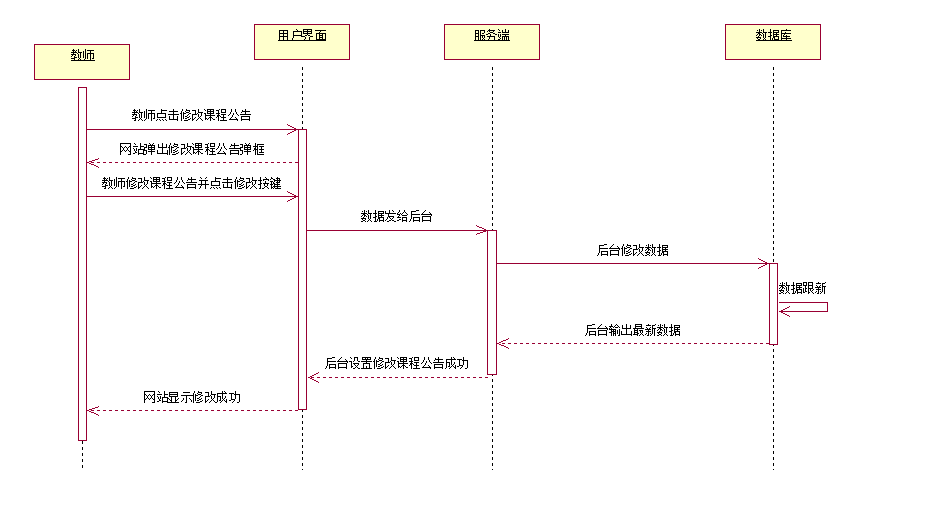 教师
用户界面
服务端
数据库
教师点击修改课程公告
网站弹出修改课程公告弹框
教师修改课程公告并点击修改按键
数据发给后台
后台修改数据
数据跟新
后台输出最新数据
后台设置修改课程公告成功
网站显示修改成功